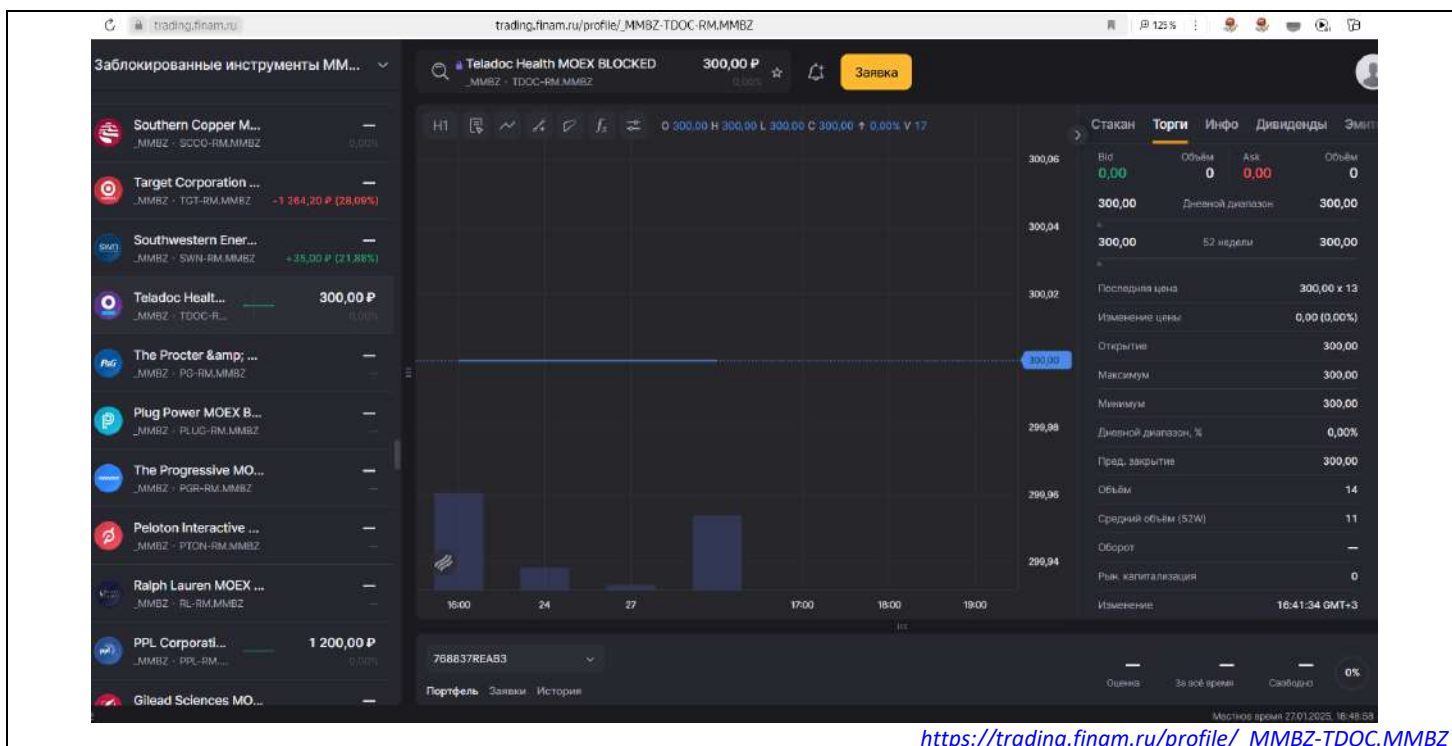 trading.finam.ru
trading.finam.ru/profile/_MMBZ-TDOC-RM.MMBZ
125 %
Заблокированные инструменты MM...
Teladoc Health MOEX BLOCKED
300,00 ₽
_MMBZ - TDOC-RM.MMBZ
0,00%
Заявка
Southern Copper M...
—
_MMBZ - SCCO-RM.MMBZ
0,00%
Target Corporation ...
—
_MMBZ - TGT-RM.MMBZ
-1 264,20 ₽ (28,09%)
Southwestern Ener...
—
_MMBZ - SWN-RM.MMBZ
+35,00 ₽ (21,88%)
Teladoc Healt...
300,00 ₽
_MMBZ - TDOC-R...
0,00%
The Procter &amp; ...
—
_MMBZ - PG-RM.MMBZ
—
Plug Power MOEX B...
—
_MMBZ - PLUG-RM.MMBZ
—
The Progressive MO...
—
_MMBZ - PGR-RM.MMBZ
—
Peloton Interactive ...
—
_MMBZ - PTON-RM.MMBZ
—
Ralph Lauren MOEX ...
—
_MMBZ - RL-RM.MMBZ
—
PPL Corporati...
1 200,00 ₽
_MMBZ - PPL-RM....
0,00%
Gilead Sciences MO...
—
H1
O 300,00 H 300,00 L 300,00 C 300,00 ↑ 0,00% V 17
300,06
300,04
300,02
300,00
299,98
299,96
299,94
16:00 24 27 17:00 18:00 19:00
768837REAB3
Портфель Заявки История
Стакан Торги Инфо Дивиденды Эмит
Bid Объём Ask Объём
0,00 0 0,00 0
300,00 Дневной диапазон 300,00
300,00 52 недели 300,00
Последняя цена 300,00 x 13
Изменение цены 0,00 (0,00%)
Открытие 300,00
Максимум 300,00
Минимум 300,00
Дневной диапазон, % 0,00%
Пред. закрытие 300,00
Объём 14
Средний объём (52W) 11
Оборот —
Рын. капитализация 0
Изменение 16:41:34 GMT+3
— — — 0%
Оценка За всё время Свободно
Местное время 27.01.2025, 16:48:58
https://trading.finam.ru/profile/_MMBZ-TDOC.MMBZ